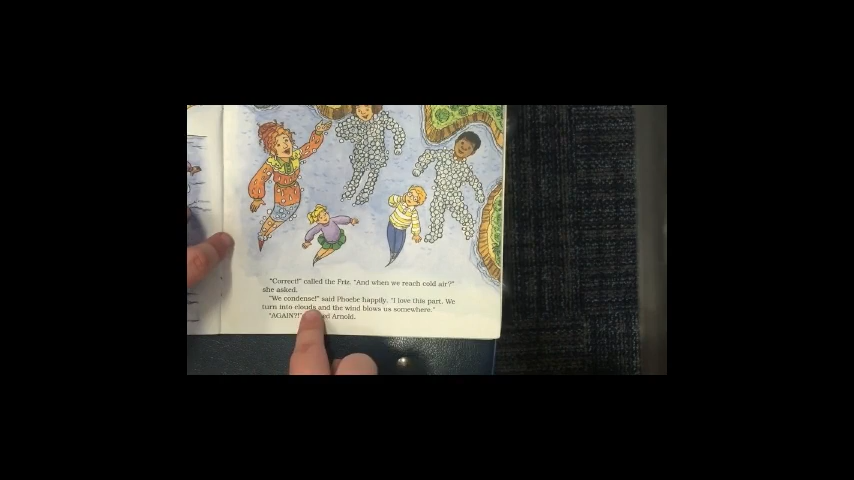 "Correct!" called the Friz. "And when we reach cold air?"
she asked.
"We condense!" said Phoebe happily. "I love this part. We
turn into clouds and the wind blows us somewhere."
"AGAIN?!" Arnold.